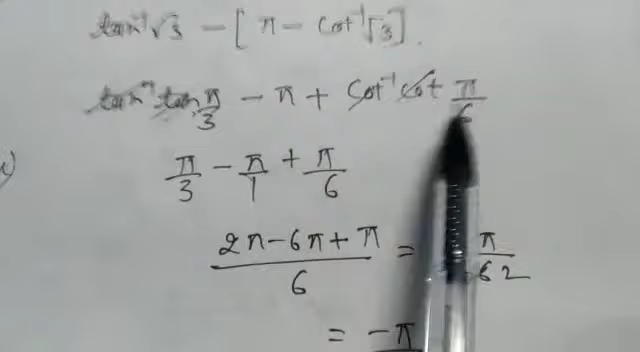 tan⁻¹√3 − [π − cot⁻¹√3].
tan⁻¹ tan π/3 − π + cot⁻¹ cot π/6
π/3 − π/1 + π/6
(2π−6π+π)/6 = π/62
= −π